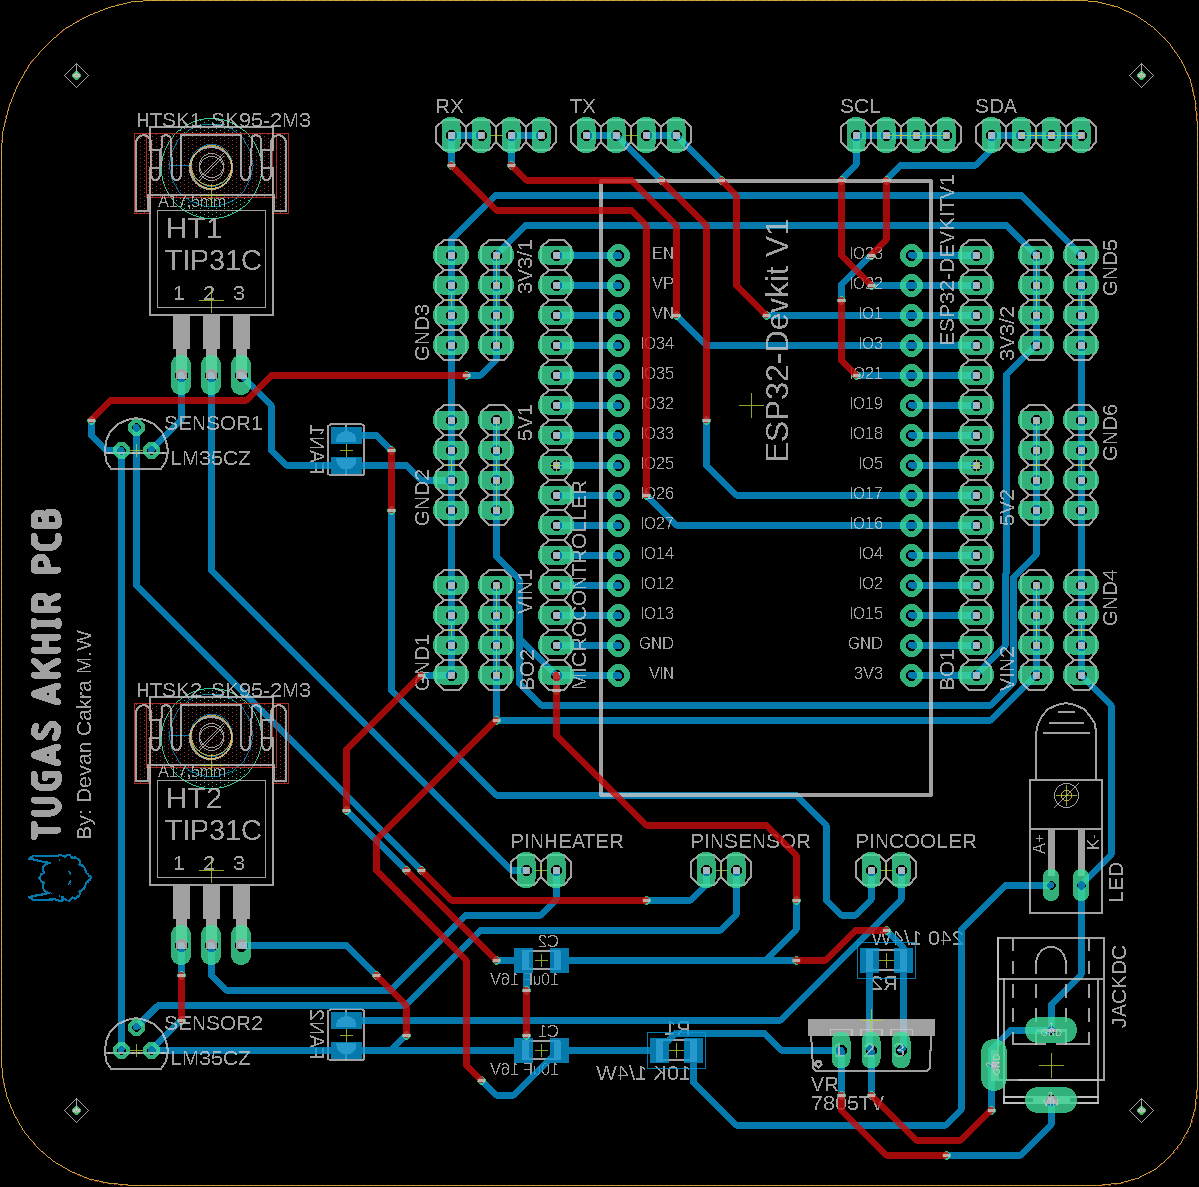 RX
TX
SCL
SDA
HTSK1 SK95-2M3
A17,5mm
HT1
TIP31C
1 2 3
3V3/1
GND3
EN
VP
VN
IO34
IO35
IO32
IO33
IO25
IO26
IO27
IO14
IO12
IO13
GND
VIN
ESP32-Devkit V1
IO23
IO22
IO1
IO3
IO21
IO19
IO18
IO5
IO17
IO16
IO4
IO2
IO15
GND
3V3
ESP32-DEVKITV1
3V3/2
GND5
SENSOR1
LM35CZ
FAN1
5V1
GND2
MICROCONTROLLER
5V2
GND6
VIN1
GND1
BO2
BO1
VIN2
GND4
TUGAS AKHIR PCB
By: Devan Cakra M.W
HTSK2 SK95-2M3
A17,5mm
HT2
TIP31C
1 2 3
PINHEATER
PINSENSOR
PINCOOLER
A+
K-
LED
SENSOR2
LM35CZ
FAN2
C2
10uF 16V
C1
10uF 16V
R1
10K 1/4W
240 1/4W
R2
1 2
VR
7805TV
JACKDC